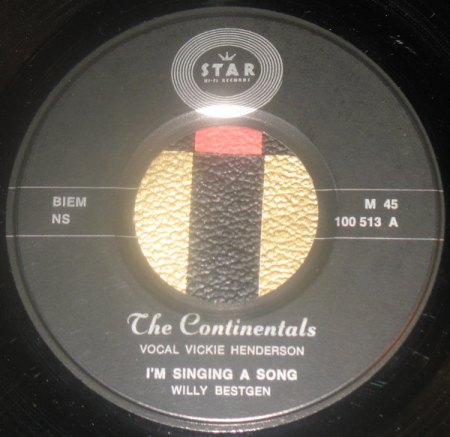 STAR
HI-FI RECORDS
BIEM
NS
M 45
100 513 A
The Continentals
VOCAL VICKIE HENDERSON
I'M SINGING A SONG
WILLY BESTGEN